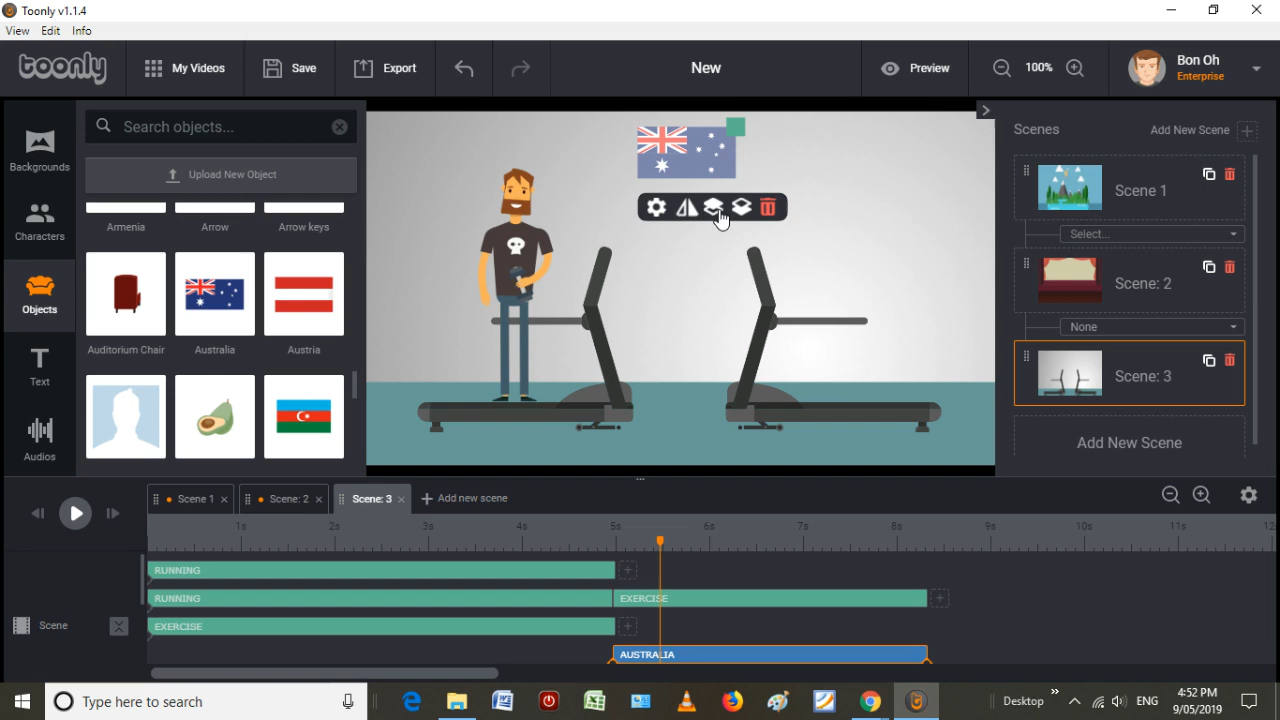 Toonly v1.1.4
View Edit Info
toonly My Videos Save Export New Preview 100% Bon Oh
Enterprise
Backgrounds
Characters
Objects
Text
Audios
Search objects...
Upload New Object
Armenia Arrow Arrow keys
Auditorium Chair Australia Austria
Scenes Add New Scene
Scene 1
Select...
Scene: 2
None
Scene: 3
Add New Scene
Scene 1 × Scene: 2 × Scene: 3 × + Add new scene
1s 2s 3s 4s 5s 6s 7s 8s 9s 10s 11s 12
RUNNING
RUNNING EXERCISE
EXERCISE
Scene
AUSTRALIA
Type here to search
Desktop ENG
4:52 PM
9/05/2019